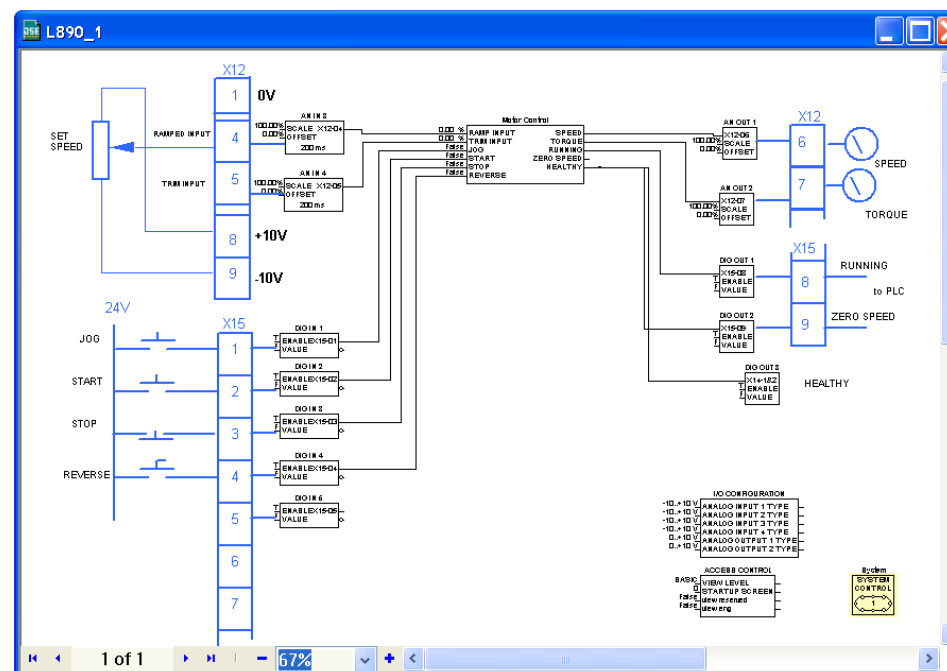 L890_1
X12
1 0V
SET
SPEED
RAMPED INPUT
4
100.00%
0.00%
AN IN 3
SCALE X12-04
OFFSET
200 ms
TRIM INPUT
5
100.00%
0.00%
AN IN 4
SCALE X12-05
OFFSET
200 ms
8 +10V
9 -10V
Motor Control
0.00 % RAMP INPUT SPEED
0.00 % TRIM INPUT TORQUE
False JOG RUNNING
False START ZERO SPEED
False STOP HEALTHY
False REVERSE
AN OUT 1
X12-06
100.00% SCALE
0.00% OFFSET
X12
6
SPEED
AN OUT2
X12-07
100.00% SCALE
0.00% OFFSET
7
TORQUE
DIG OUT 1
X15-08
T ENABLE
F VALUE
X15
8
RUNNING
to PLC
DIG OUT2
X15-09
T ENABLE
F VALUE
9
ZERO SPEED
DIG OUT3
X14-1&2
T ENABLE
F VALUE
HEALTHY
24V
X15
JOG
1
DIG IN 1
T ENABLE X15-01
F VALUE
START
2
DIG IN 2
T ENABLE X15-02
F VALUE
STOP
3
DIG IN 3
T ENABLE X15-03
F VALUE
REVERSE
4
DIG IN 4
T ENABLE X15-04
F VALUE
5
T ENABLE X15-05
F VALUE
6
7
I/O CONFIGURATION
-10..+10 V ANALOG INPUT 1 TYPE
-10..+10 V ANALOG INPUT 2 TYPE
-10..+10 V ANALOG INPUT 3 TYPE
-10..+10 V ANALOG INPUT 4 TYPE
0..+10 V ANALOG OUTPUT 1 TYPE
0..+10 V ANALOG OUTPUT 2 TYPE
ACCESS CONTROL
BASIC VIEW LEVEL
0 STARTUP SCREEN
False view reserved
False view eng
System
SYSTEM
CONTROL
1
1 of 1
67%